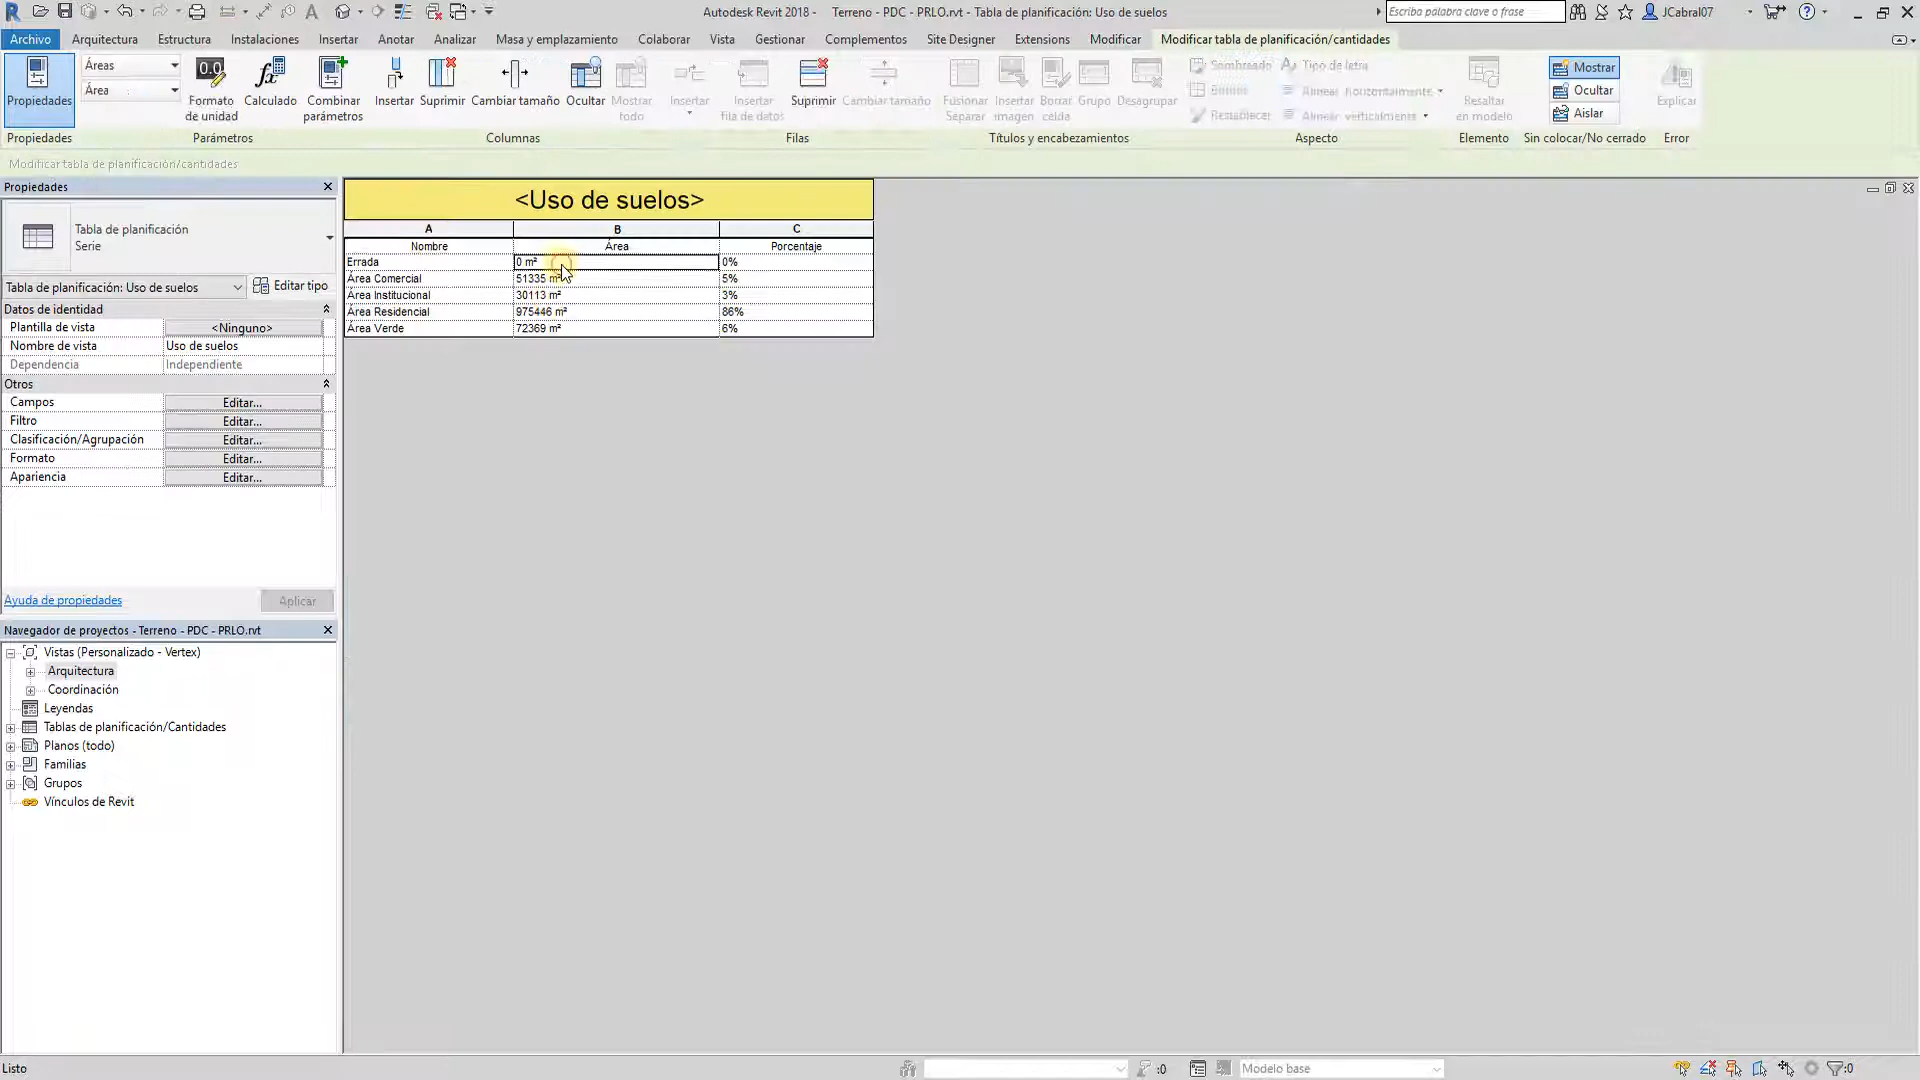 Autodesk Revit 2018 - Terreno - PDC - PRLO.rvt - Tabla de planificación: Uso de suelos
Escriba palabra clave o frase
JCabral07
Archivo Arquitectura Estructura Instalaciones Insertar Anotar Analizar Masa y emplazamiento Colaborar Vista Gestionar Complementos Site Designer Extensions Modificar Modificar tabla de planificación/cantidades
Propiedades
Áreas
Área
Formato de unidad
Calculado
Combinar parámetros
Insertar
Suprimir
Cambiar tamaño
Ocultar
Mostrar todo
Insertar
Insertar fila de datos
Suprimir
Cambiar tamaño
Fusionar Separar
Insertar imagen
Borrar celda
Grupo
Desagrupar
Sombreado
Bordes
Restablecer
Tipo de letra
Alinear horizontalmente
Alinear verticalmente
Resaltar en modelo
Mostrar
Ocultar
Aislar
Explicar
Propiedades Parámetros Columnas Filas Títulos y encabezamientos Aspecto Elemento Sin colocar/No cerrado Error
Modificar tabla de planificación/cantidades
Propiedades
Tabla de planificación
Serie
Tabla de planificación: Uso de suelos
Editar tipo
Datos de identidad
Plantilla de vista <Ninguno>
Nombre de vista Uso de suelos
Dependencia Independiente
Otros
Campos Editar...
Filtro Editar...
Clasificación/Agrupación Editar...
Formato Editar...
Apariencia Editar...
Ayuda de propiedades
Aplicar
Navegador de proyectos - Terreno - PDC - PRLO.rvt
Vistas (Personalizado - Vertex)
Arquitectura
Coordinación
Leyendas
Tablas de planificación/Cantidades
Planos (todo)
Familias
Grupos
Vínculos de Revit
<Uso de suelos>
A B C
Nombre Área Porcentaje
Errada 0 m² 0%
Área Comercial 51335 m² 5%
Área Institucional 30113 m² 3%
Área Residencial 975446 m² 86%
Área Verde 72369 m² 6%
Listo
:0
Modelo base
:0